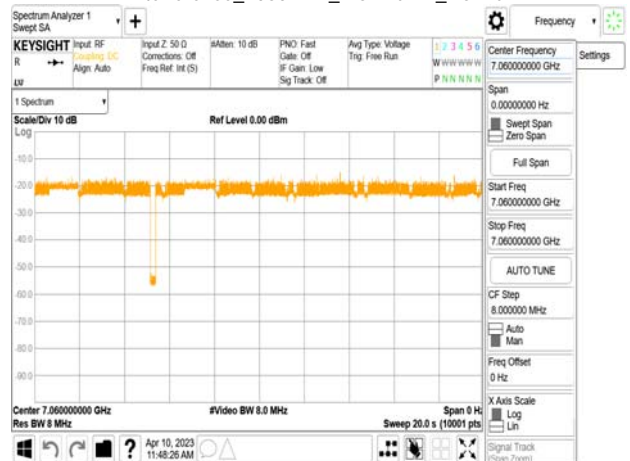 Spectrum Analyzer 1
Swept SA
Frequency
KEYSIGHT
Input: RF
Coupling: DC
Align: Auto
Input Z: 50 Ω
Corrections: Off
Freq Ref: Int (S)
#Atten: 10 dB
PNO: Fast
Gate: Off
IF Gain: Low
Sig Track: Off
Avg Type: Voltage
Trig: Free Run
1 2 3 4 5 6
W W W W W W
P N N N N N
R
LXI
Center Frequency
7.060000000 GHz
Settings
Span
0.00000000 Hz
Swept Span
Zero Span
Full Span
Start Freq
7.060000000 GHz
Stop Freq
7.060000000 GHz
AUTO TUNE
CF Step
8.000000 MHz
Auto
Man
Freq Offset
0 Hz
X Axis Scale
Log
Lin
Signal Track
(Span Zoom)
1 Spectrum
Scale/Div 10 dB
Ref Level 0.00 dBm
Log
-10.0
-20.0
-30.0
-40.0
-50.0
-60.0
-70.0
-80.0
-90.0
Center 7.060000000 GHz
#Video BW 8.0 MHz
Span 0 Hz
Res BW 8 MHz
Sweep 20.0 s (10001 pts
?
Apr 10, 2023
11:48:26 AM